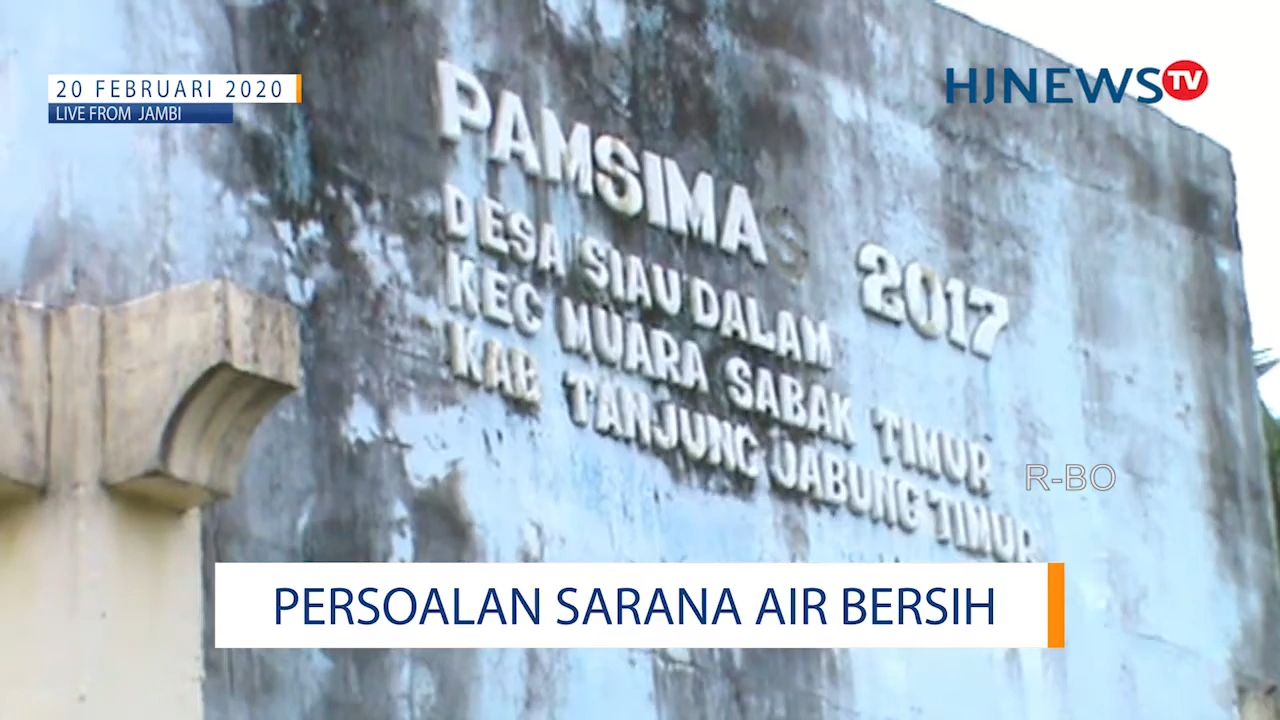 20 FEBRUARI 2020
LIVE FROM JAMBI
HJNEWS TV
PAMSIMAS 2017
DESA SIAU DALAM
KEC MUARA SABAK TIMUR
KAB TANJUNG JABUNG TIMUR
R-BO
PERSOALAN SARANA AIR BERSIH